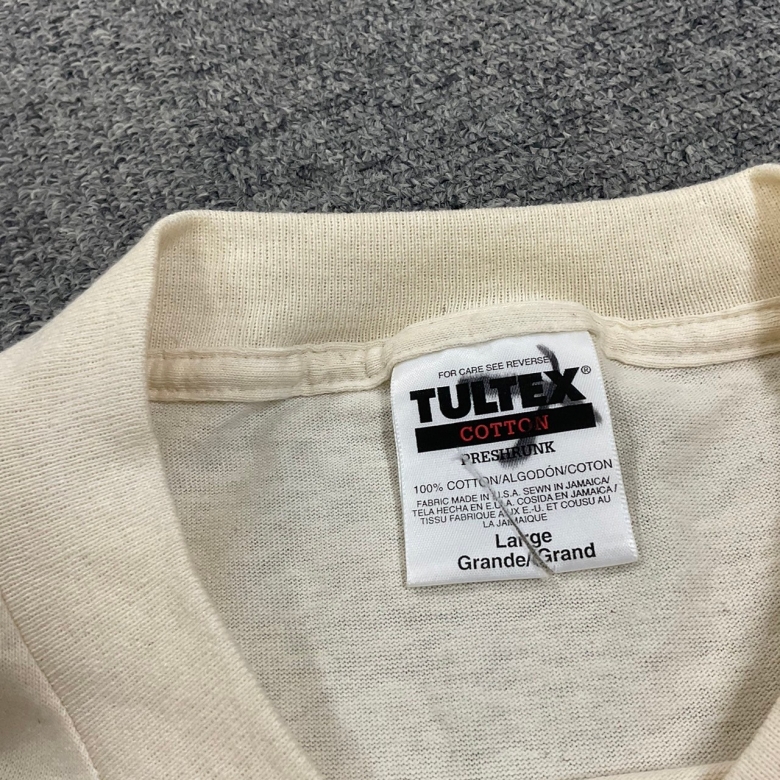 FOR CARE SEE REVERSE
TULTEX®
COTTON
PRESHRUNK
100% COTTON/ALGODÓN/COTON
FABRIC MADE IN U.S.A. SEWN IN JAMAICA/
TELA HECHA EN E.U.A. COSIDA EN JAMAICA/
TISSU FABRIQUE AUX E.-U. ET COUSU AU
LA JAMAIQUE
Large
Grande/Grand